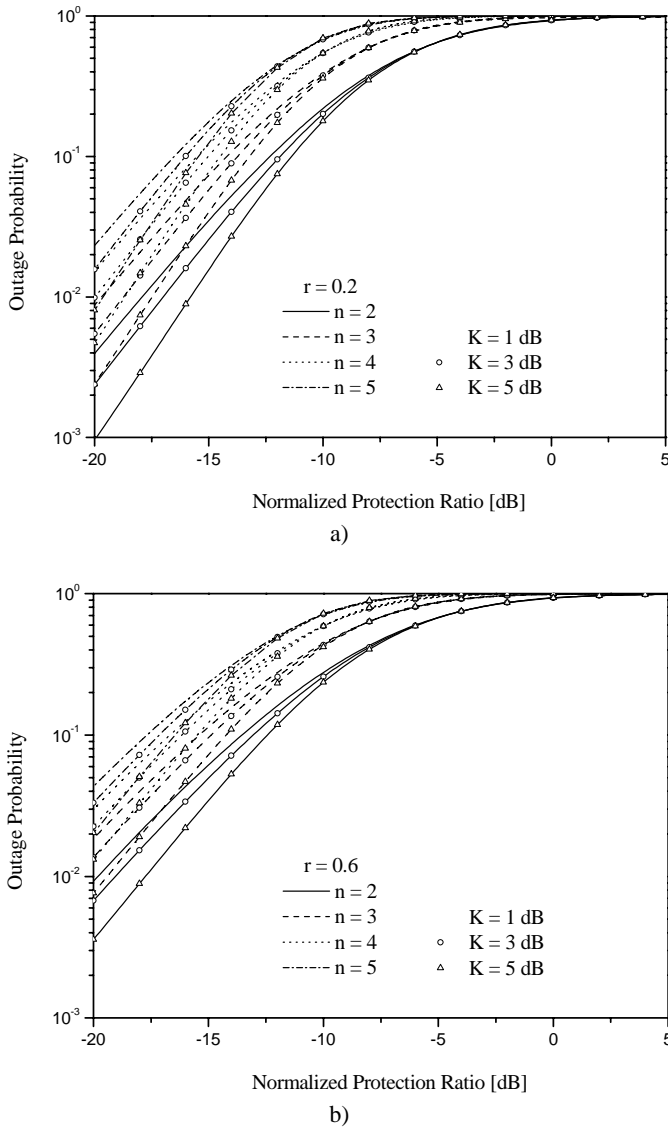 10^0
10^-1
10^-2
10^-3
Outage Probability
r = 0.2
n = 2
n = 3
n = 4
n = 5
K = 1 dB
K = 3 dB
K = 5 dB
-20 -15 -10 -5 0 5
Normalized Protection Ratio [dB]
a)
10^0
10^-1
10^-2
10^-3
Outage Probability
r = 0.6
n = 2
n = 3
n = 4
n = 5
K = 1 dB
K = 3 dB
K = 5 dB
-20 -15 -10 -5 0 5
Normalized Protection Ratio [dB]
b)